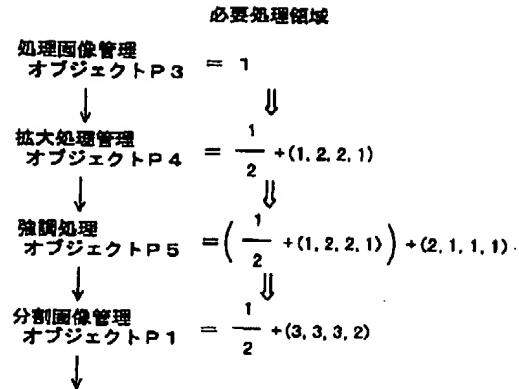 必要処理領域
処理画像管理
オブジェクトP3 = 1
↓ ⇓
拡大処理管理
オブジェクトP4 = 1/2 +(1, 2, 2, 1)
↓ ⇓
強調処理
オブジェクトP5 =(1/2 +(1, 2, 2, 1))+(2, 1, 1, 1)
↓ ⇓
分割画像管理
オブジェクトP1 = 1/2 +(3, 3, 3, 2)
↓